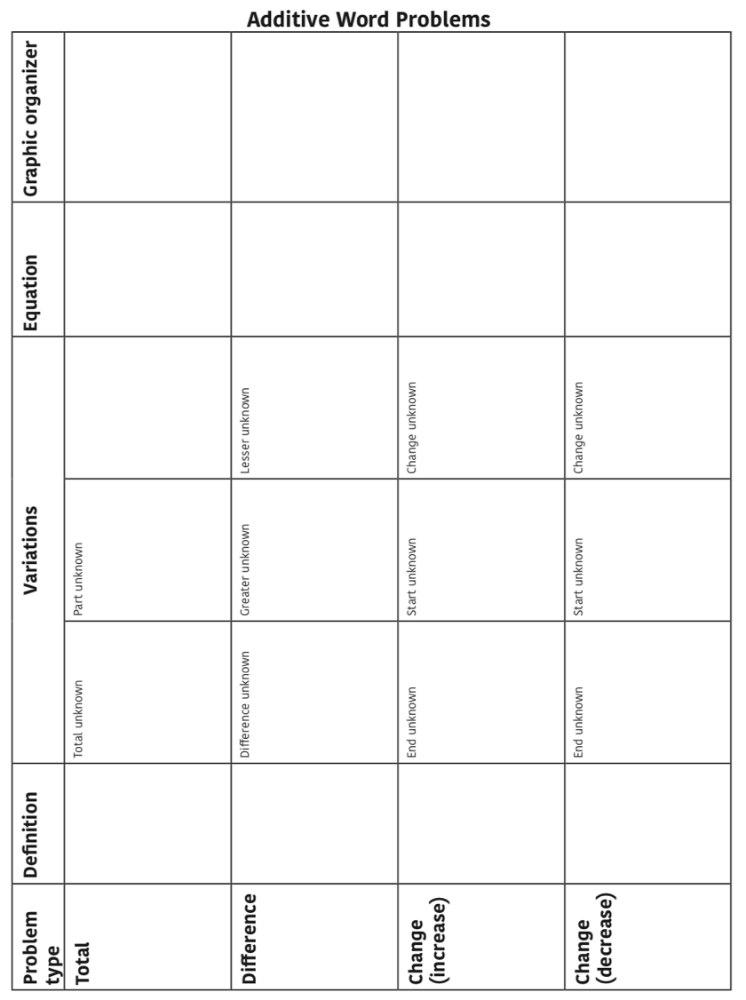 Additive Word Problems
Problem
type
Definition
Variations
Equation
Graphic organizer
Total
Total unknown
Part unknown
Difference
Difference unknown
Greater unknown
Lesser unknown
Change
(increase)
End unknown
Start unknown
Change unknown
Change
(decrease)
End unknown
Start unknown
Change unknown